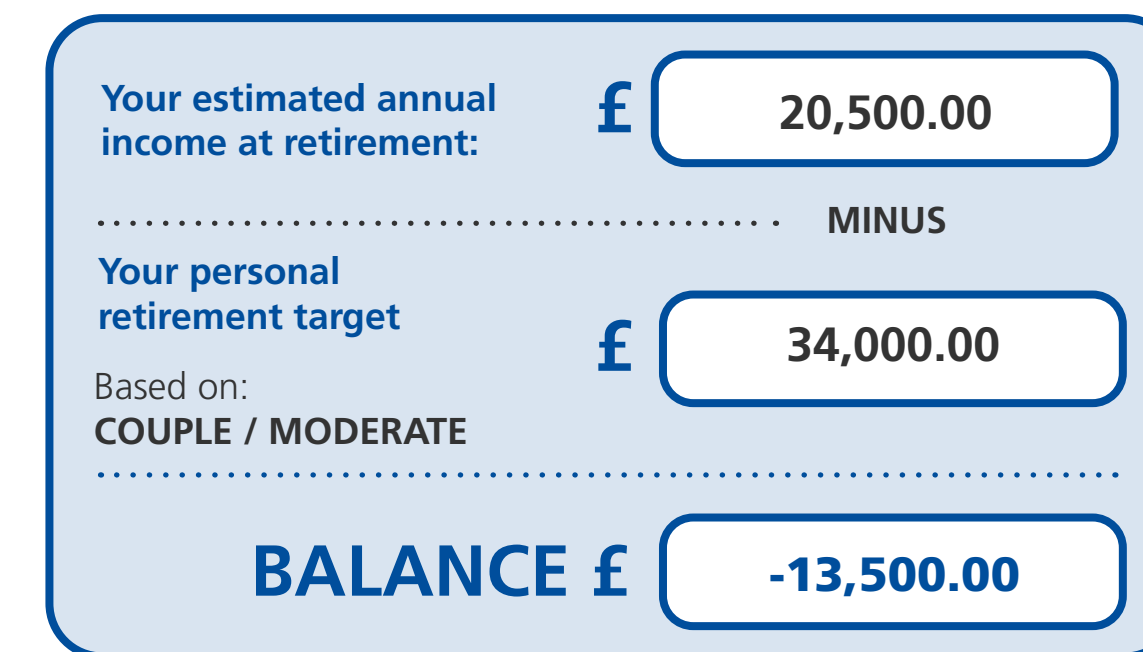 Your estimated annual
income at retirement:
£ 20,500.00
MINUS
Your personal
retirement target
£ 34,000.00
Based on:
COUPLE / MODERATE
BALANCE £ -13,500.00